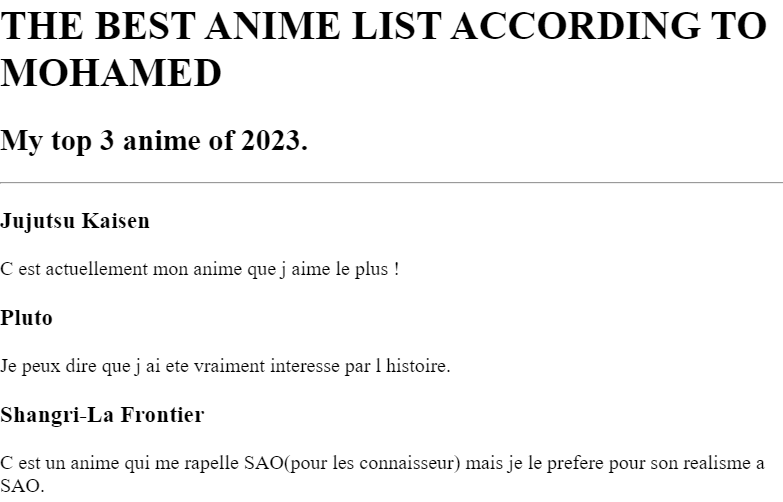 THE BEST ANIME LIST ACCORDING TO
MOHAMED
My top 3 anime of 2023.
Jujutsu Kaisen
C est actuellement mon anime que j aime le plus !
Pluto
Je peux dire que j ai ete vraiment interesse par l histoire.
Shangri-La Frontier
C est un anime qui me rapelle SAO(pour les connaisseur) mais je le prefere pour son realisme a
SAO.